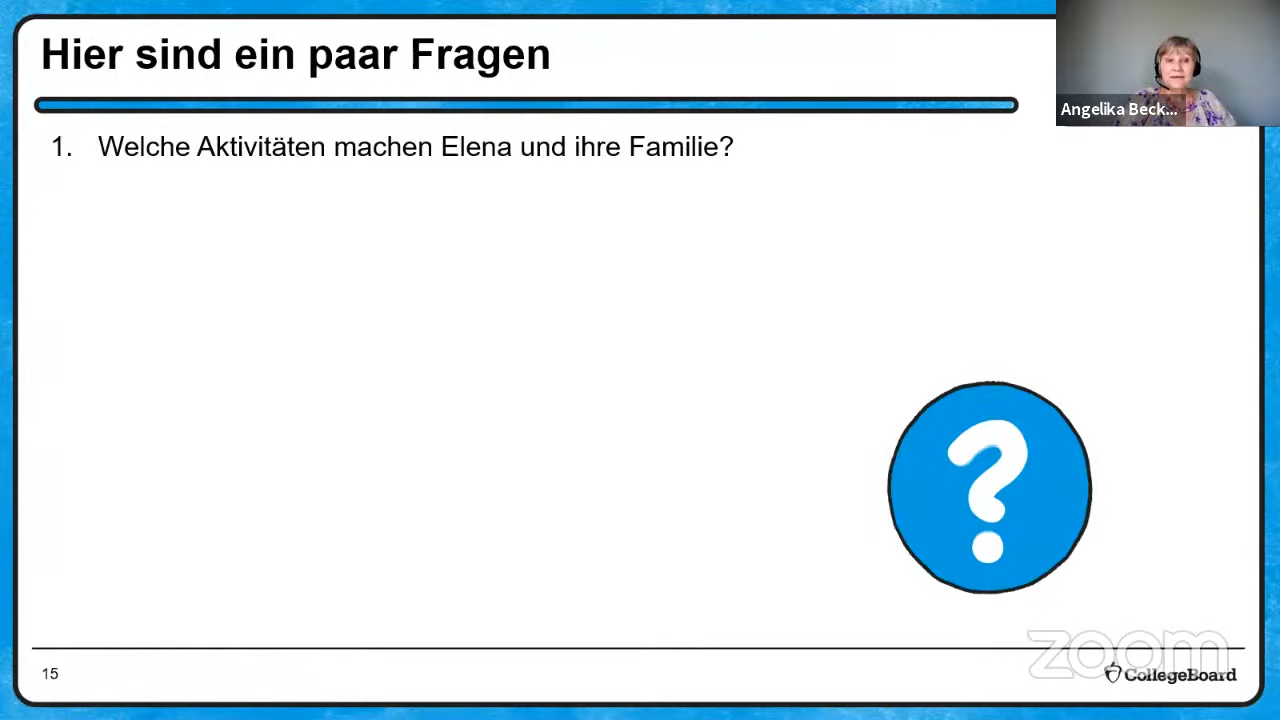 Hier sind ein paar Fragen
Angelika Beck...
1. Welche Aktivitäten machen Elena und ihre Familie?
?
zoom
15
CollegeBoard